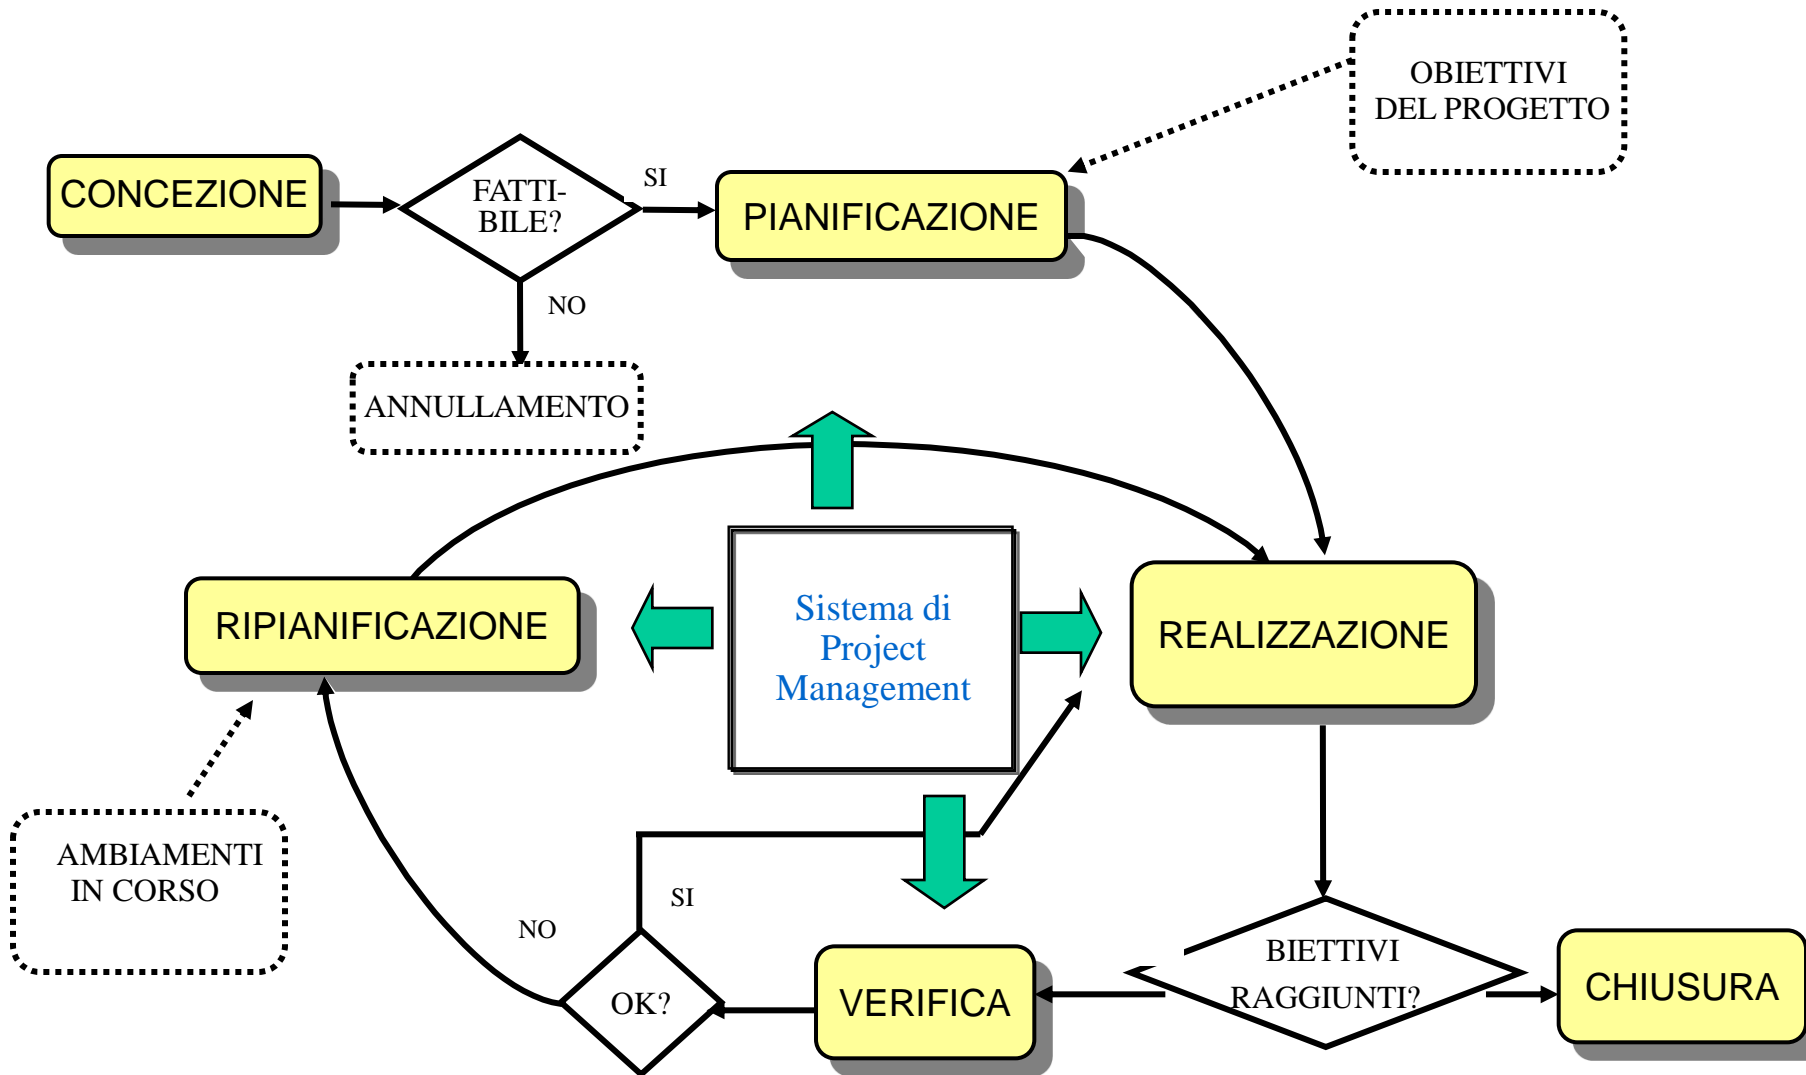 OBIETTIVI
DEL PROGETTO
CONCEZIONE
FATTI-
BILE?
SI
PIANIFICAZIONE
NO
ANNULLAMENTO
RIPIANIFICAZIONE
Sistema di
Project
Management
REALIZZAZIONE
AMBIAMENTI
IN CORSO
NO
SI
OK?
VERIFICA
BIETTIVI
RAGGIUNTI?
CHIUSURA